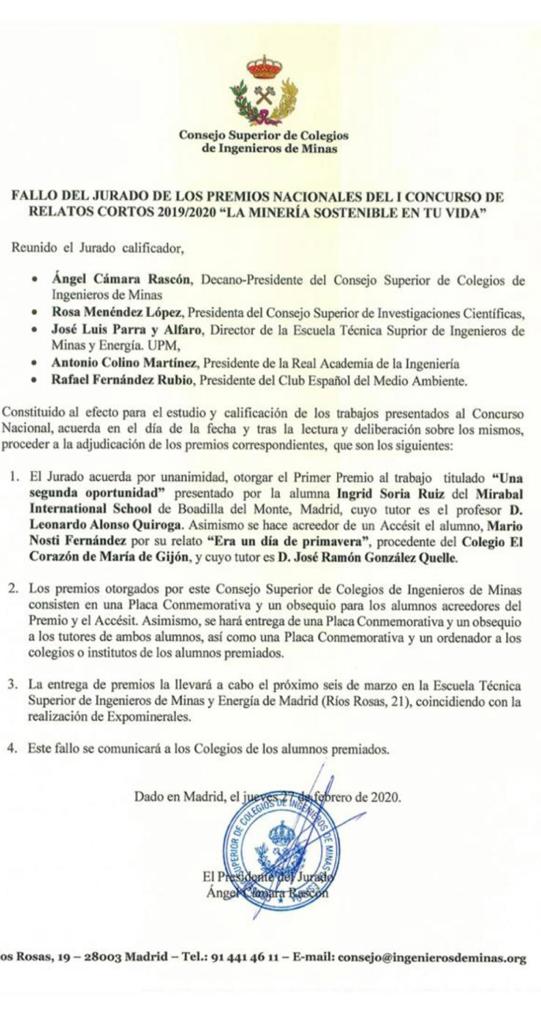 Consejo Superior de Colegios
de Ingenieros de Minas
FALLO DEL JURADO DE LOS PREMIOS NACIONALES DEL I CONCURSO DE
RELATOS CORTOS 2019/2020 “LA MINERÍA SOSTENIBLE EN TU VIDA”
Reunido el Jurado calificador,
• Ángel Cámara Rascón, Decano-Presidente del Consejo Superior de Colegios de
Ingenieros de Minas
• Rosa Menéndez López, Presidenta del Consejo Superior de Investigaciones Científicas,
• José Luis Parra y Alfaro, Director de la Escuela Técnica Suprior de Ingenieros de
Minas y Energía. UPM,
• Antonio Colino Martínez, Presidente de la Real Academia de la Ingeniería
• Rafael Fernández Rubio, Presidente del Club Español del Medio Ambiente.
Constituido al efecto para el estudio y calificación de los trabajos presentados al Concurso
Nacional, acuerda en el día de la fecha y tras la lectura y deliberación sobre los mismos,
proceder a la adjudicación de los premios correspondientes, que son los siguientes:
1. El Jurado acuerda por unanimidad, otorgar el Primer Premio al trabajo titulado “Una
segunda oportunidad” presentado por la alumna Ingrid Soria Ruiz del Mirabal
International School de Boadilla del Monte, Madrid, cuyo tutor es el profesor D.
Leonardo Alonso Quiroga. Asimismo se hace acreedor de un Accésit el alumno, Mario
Nosti Fernández por su relato “Era un día de primavera”, procedente del Colegio El
Corazón de María de Gijón, y cuyo tutor es D. José Ramón González Quelle.
2. Los premios otorgados por este Consejo Superior de Colegios de Ingenieros de Minas
consisten en una Placa Conmemorativa y un obsequio para los alumnos acreedores del
Premio y el Accésit. Asimismo, se hará entrega de una Placa Conmemorativa y un obsequio
a los tutores de ambos alumnos, así como una Placa Conmemorativa y un ordenador a los
colegios o institutos de los alumnos premiados.
3. La entrega de premios la llevará a cabo el próximo seis de marzo en la Escuela Técnica
Superior de Ingenieros de Minas y Energía de Madrid (Ríos Rosas, 21), coincidiendo con la
realización de Expominerales.
4. Este fallo se comunicará a los Colegios de los alumnos premiados.
Dado en Madrid, el jueves 27 de febrero de 2020.
SUPERIOR DE COLEGIOS DE INGENIEROS DE MINAS
El Presidente del Jurado
Ángel Cámara Rascón
os Rosas, 19 – 28003 Madrid – Tel.: 91 441 46 11 – E-mail: consejo@ingenierosdeminas.org